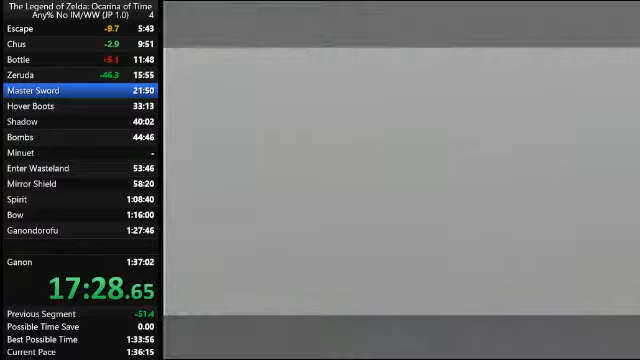 The Legend of Zelda: Ocarina of Time
Any% No IM/WW (JP 1.0) 4
Escape -9.7 5:43
Chus -2.9 9:51
Bottle +5.1 11:48
Zeruda -46.3 15:55
Master Sword 21:50
Hover Boots 33:13
Shadow 40:02
Bombs 44:46
Minuet -
Enter Wasteland 53:46
Mirror Shield 58:20
Spirit 1:08:40
Bow 1:16:00
Ganondorofu 1:27:46
Ganon 1:37:02
17:28.65
Previous Segment -51.4
Possible Time Save 0.00
Best Possible Time 1:33:56
Current Pace 1:36:15